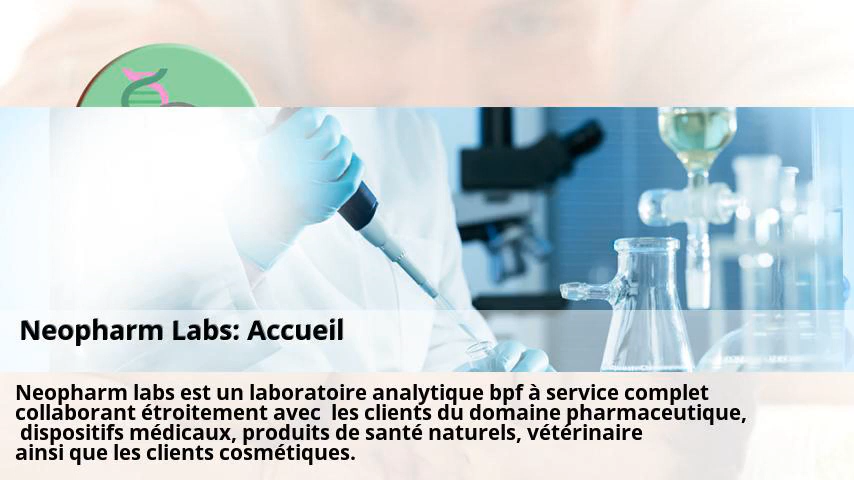 Neopharm Labs: Accueil
Neopharm labs est un laboratoire analytique bpf à service complet
collaborant étroitement avec  les clients du domaine pharmaceutique,
dispositifs médicaux, produits de santé naturels, vétérinaire
ainsi que les clients cosmétiques.